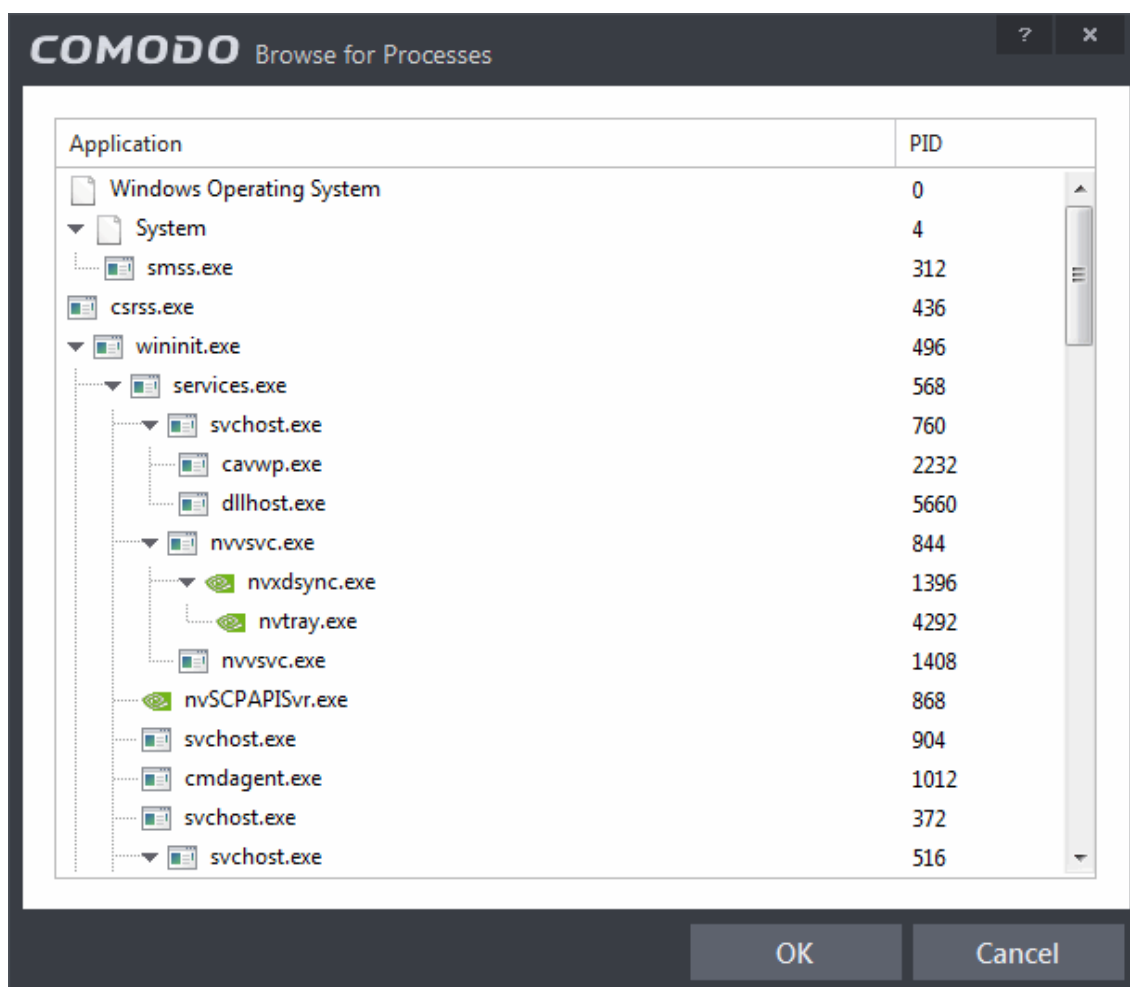 COMODO Browse for Processes ? ×
Application PID
Windows Operating System 0
System 4
smss.exe 312
csrss.exe 436
wininit.exe 496
services.exe 568
svchost.exe 760
cavwp.exe 2232
dllhost.exe 5660
nvvsvc.exe 844
nvxdsync.exe 1396
nvtray.exe 4292
nvvsvc.exe 1408
nvSCPAPISvr.exe 868
svchost.exe 904
cmdagent.exe 1012
svchost.exe 372
svchost.exe 516
OK Cancel